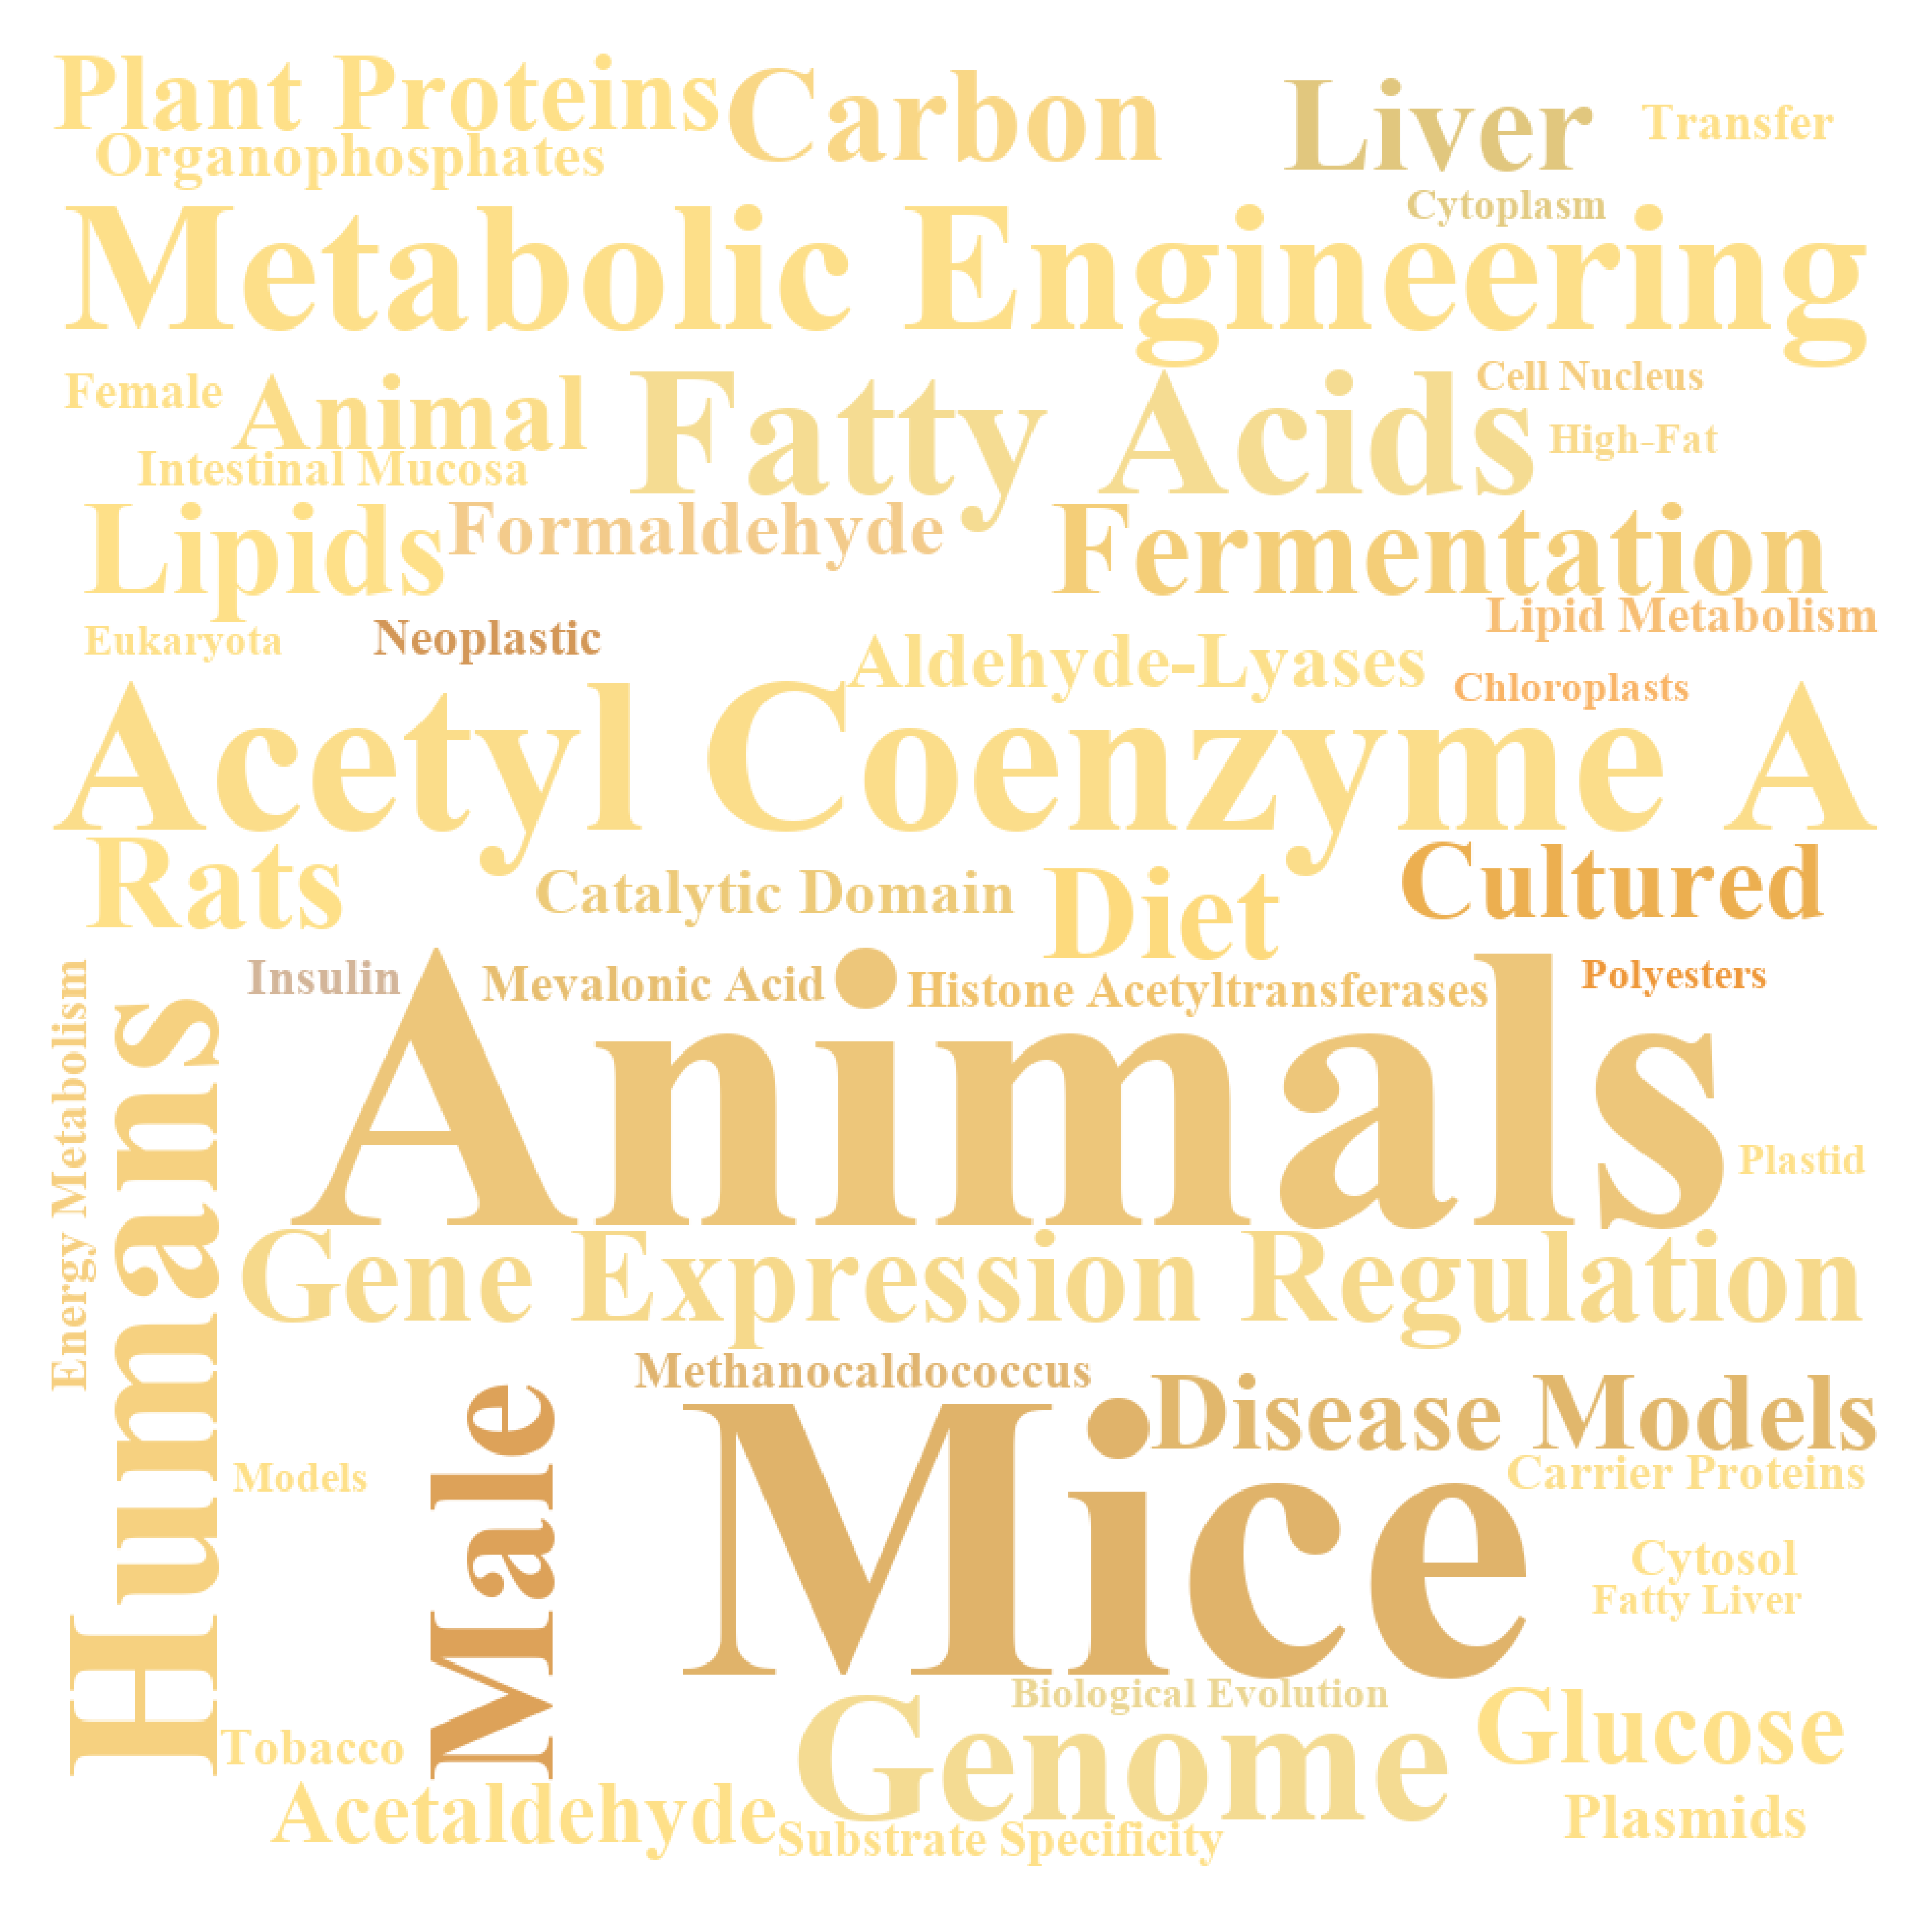 Plant Proteins
Carbon
Liver
Transfer
Organophosphates
Cytoplasm
Metabolic Engineering
Female
Animal
Fatty Acids
Cell Nucleus
High-Fat
Intestinal Mucosa
Lipids
Formaldehyde
Fermentation
Lipid Metabolism
Eukaryota
Neoplastic
Aldehyde-Lyases
Chloroplasts
Acetyl Coenzyme A
Rats
Catalytic Domain
Diet
Cultured
Energy Metabolism
Humans
Insulin
Mevalonic Acid
Histone Acetyltransferases
Polyesters
Animals
Plastid
Gene Expression Regulation
Methanocaldococcus
Disease Models
Models
Male
Mice
Carrier Proteins
Cytosol
Fatty Liver
Biological Evolution
Tobacco
Genome
Glucose
Acetaldehyde
Substrate Specificity
Plasmids